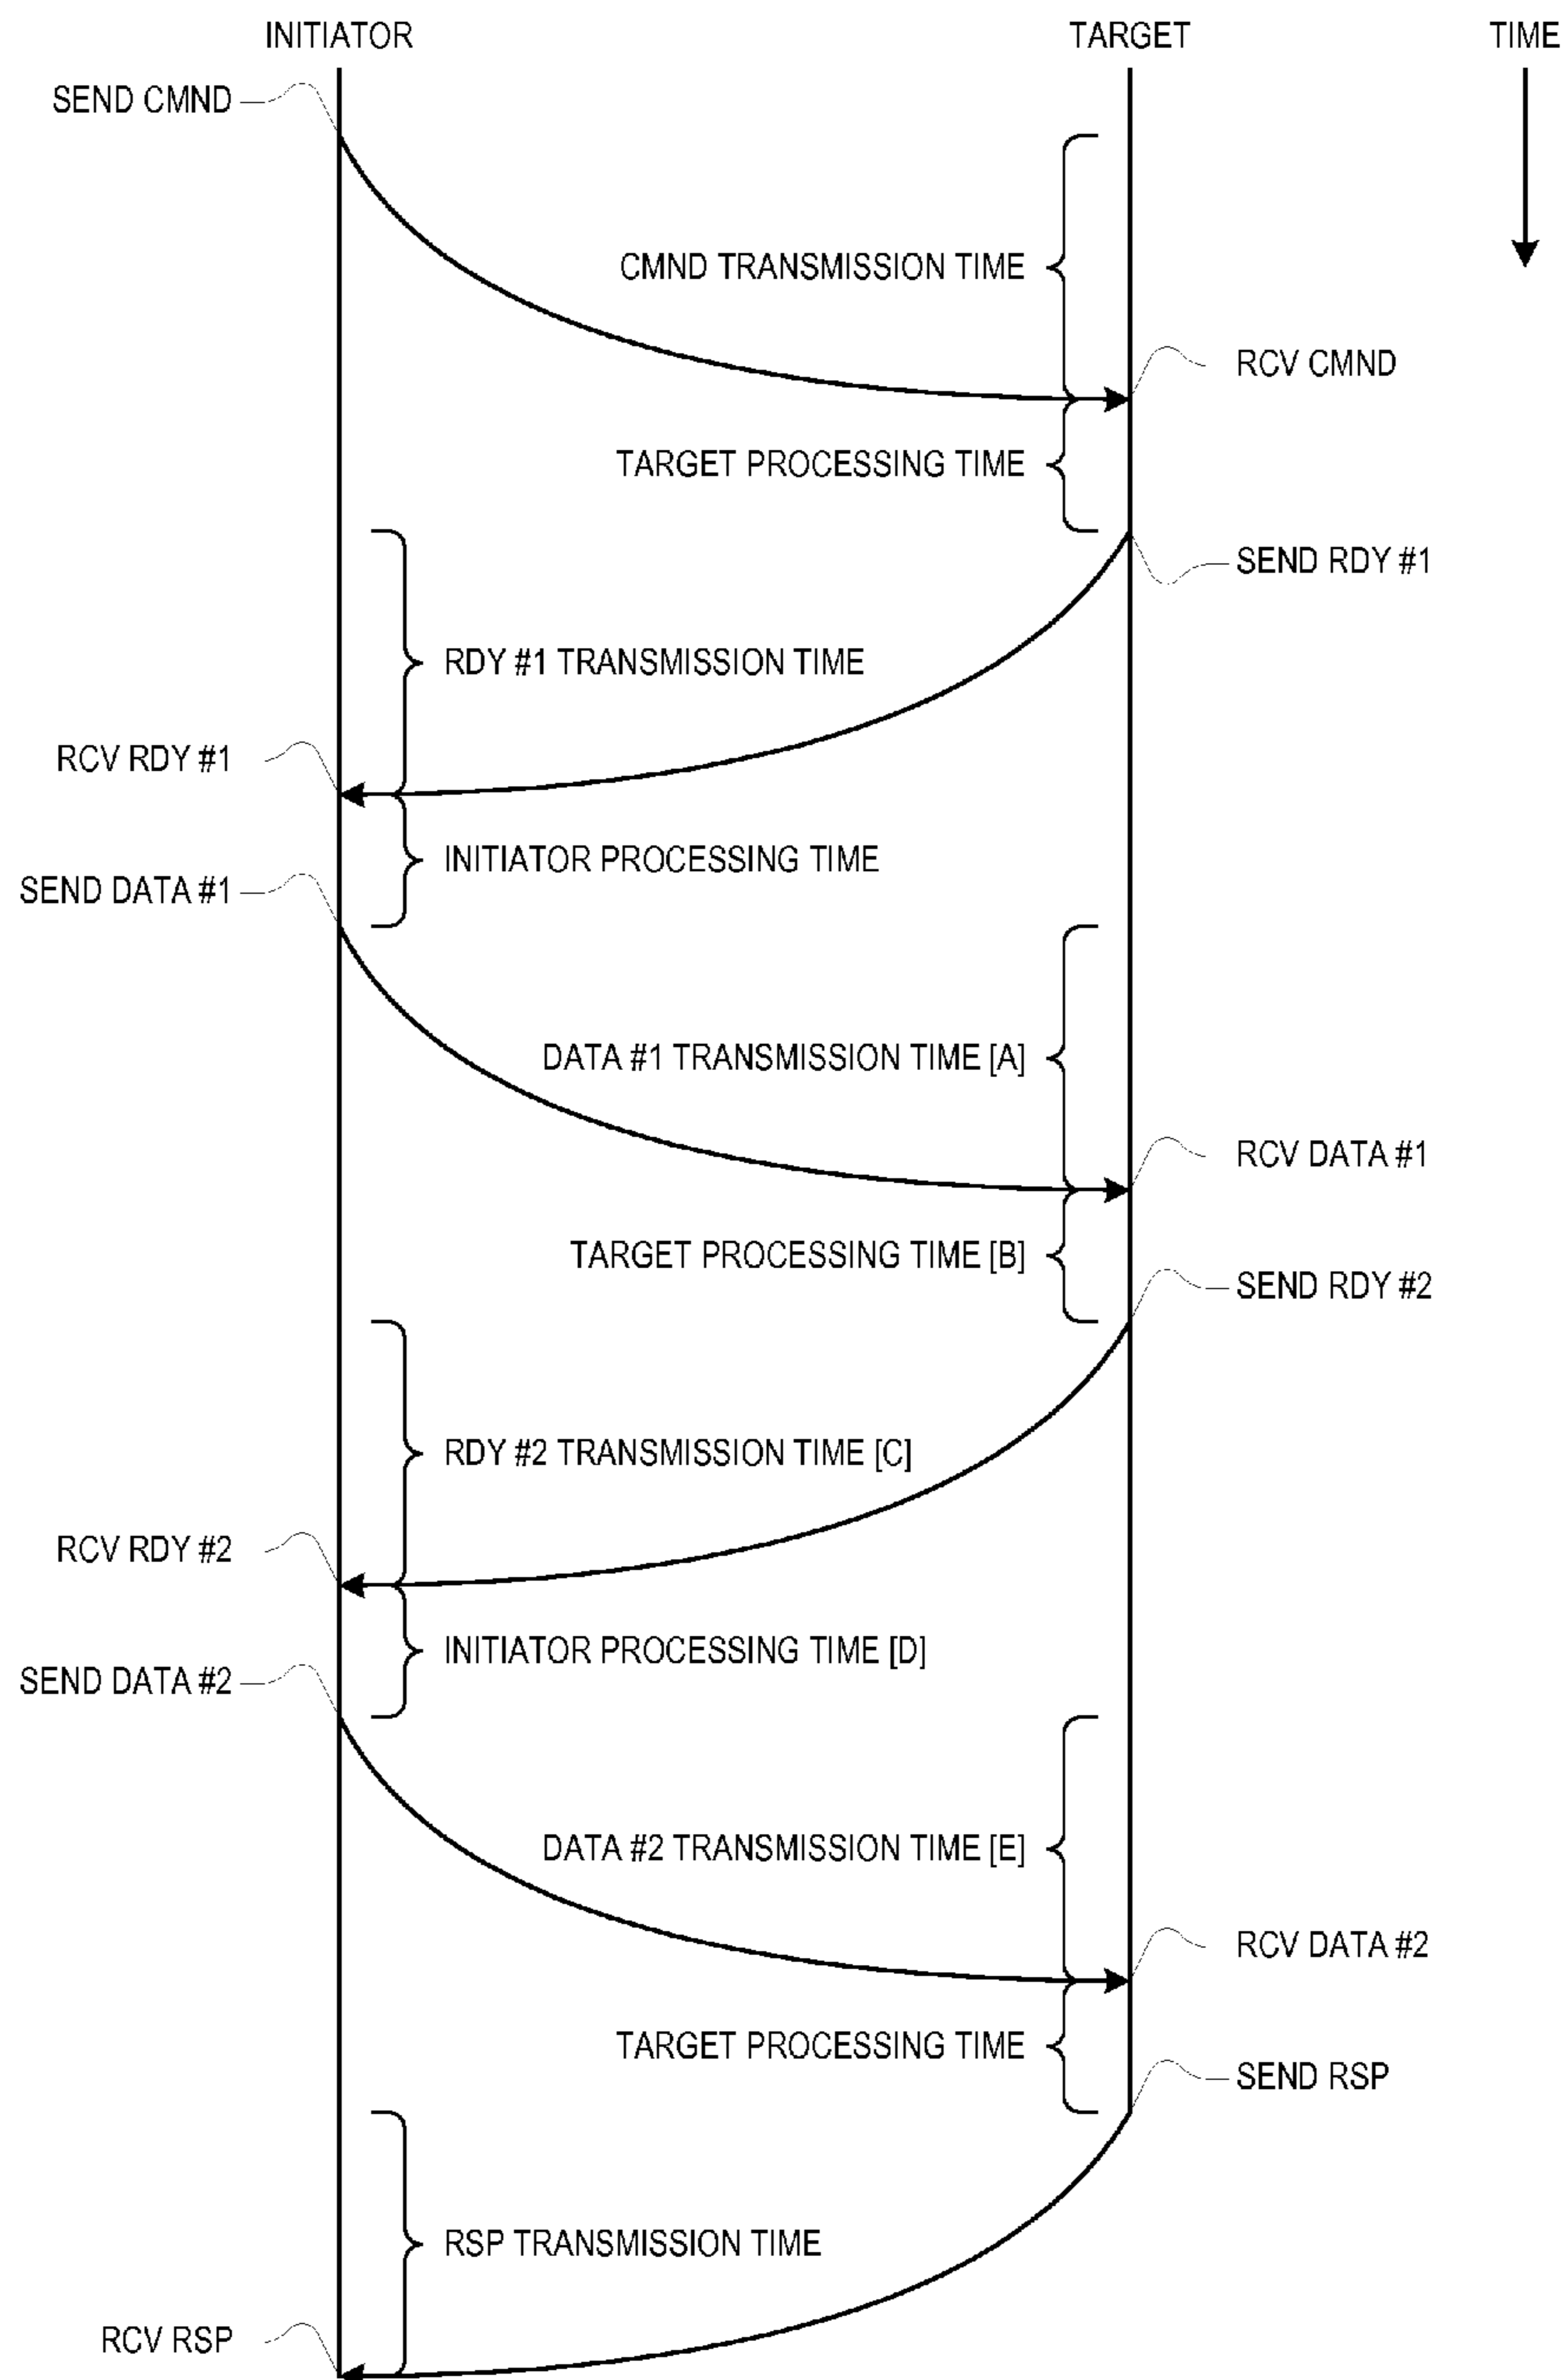 INITIATOR
TARGET
TIME
SEND CMND
CMND TRANSMISSION TIME
RCV CMND
TARGET PROCESSING TIME
SEND RDY #1
RDY #1 TRANSMISSION TIME
RCV RDY #1
INITIATOR PROCESSING TIME
SEND DATA #1
DATA #1 TRANSMISSION TIME [A]
RCV DATA #1
TARGET PROCESSING TIME [B]
SEND RDY #2
RDY #2 TRANSMISSION TIME [C]
RCV RDY #2
INITIATOR PROCESSING TIME [D]
SEND DATA #2
DATA #2 TRANSMISSION TIME [E]
RCV DATA #2
TARGET PROCESSING TIME
SEND RSP
RSP TRANSMISSION TIME
RCV RSP